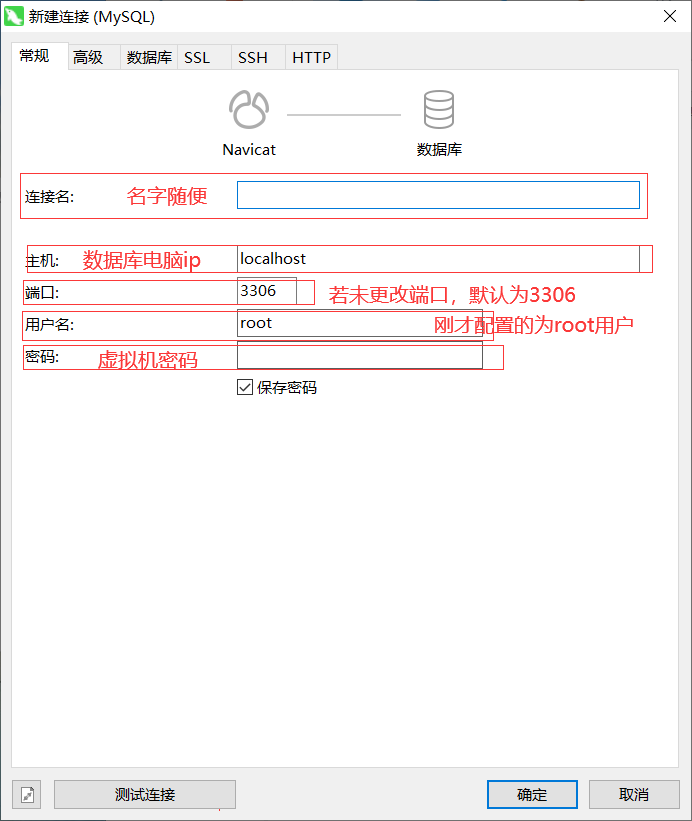 新建连接 (MySQL)
常规 高级 数据库 SSL SSH HTTP
Navicat 数据库
连接名: 名字随便
主机: 数据库电脑ip localhost
端口: 3306 若未更改端口，默认为3306
用户名: root 刚才配置的为root用户
密码: 虚拟机密码
保存密码
测试连接 确定 取消